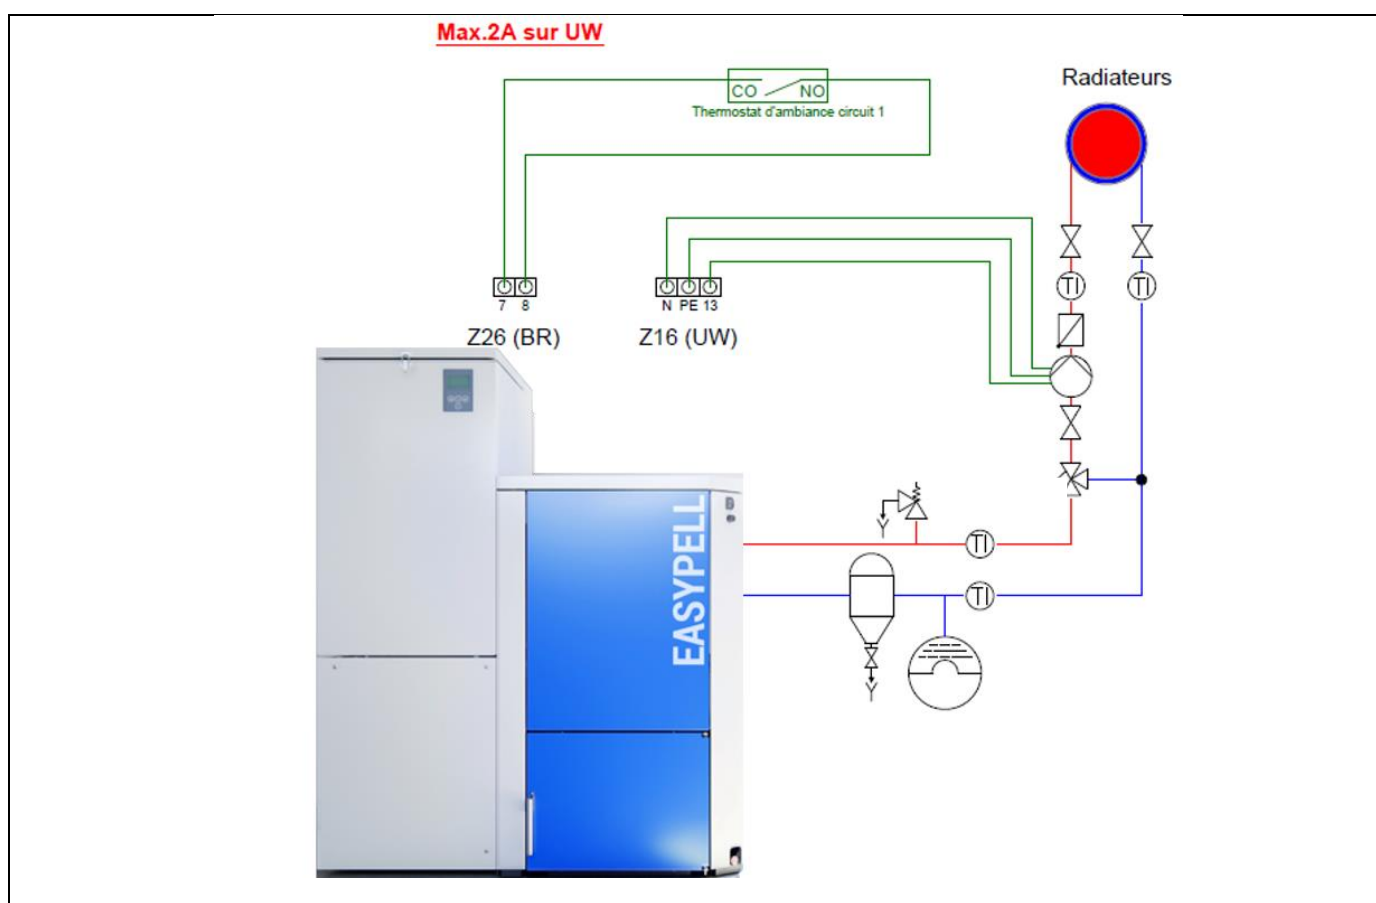 Max.2A sur UW
Radiateurs
CO NO
Thermostat d'ambiance circuit 1
TI TI
7 8
N PE 13
Z26 (BR)
Z16 (UW)
EASYPELL
TI
TI